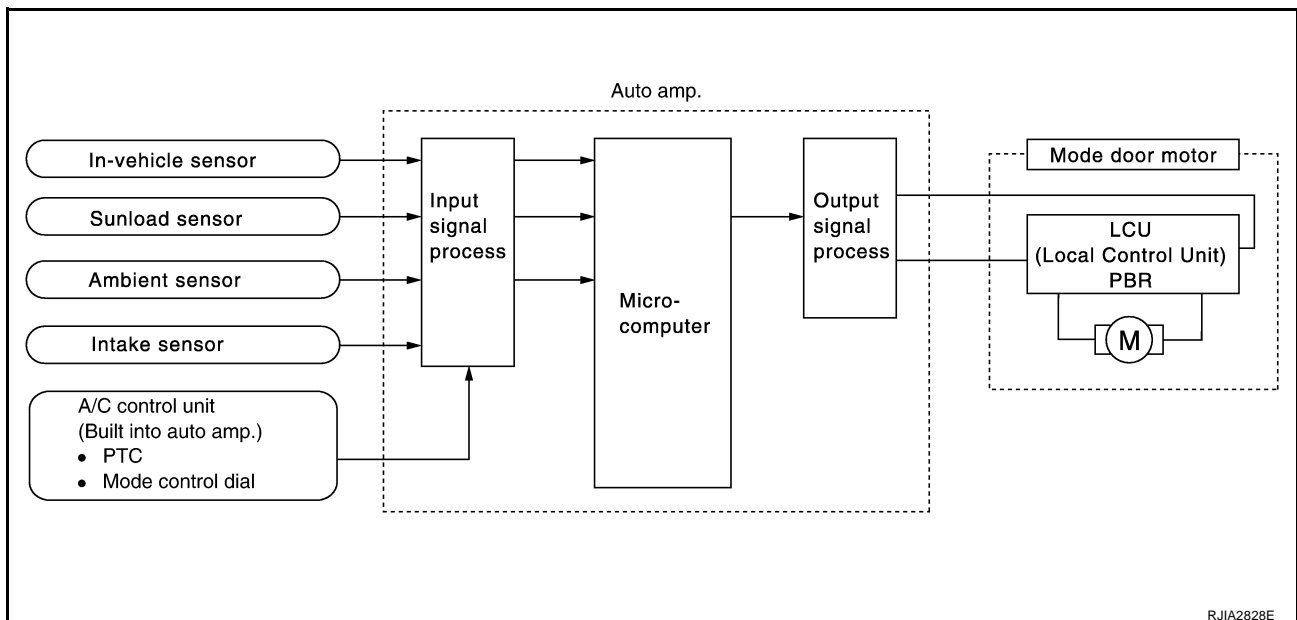 Auto amp.
In-vehicle sensor
Sunload sensor
Ambient sensor
Intake sensor
A/C control unit
(Built into auto amp.)
● PTC
● Mode control dial
Input
signal
process
Micro-
computer
Output
signal
process
Mode door motor
LCU
(Local Control Unit)
PBR
M
RJIA2828E